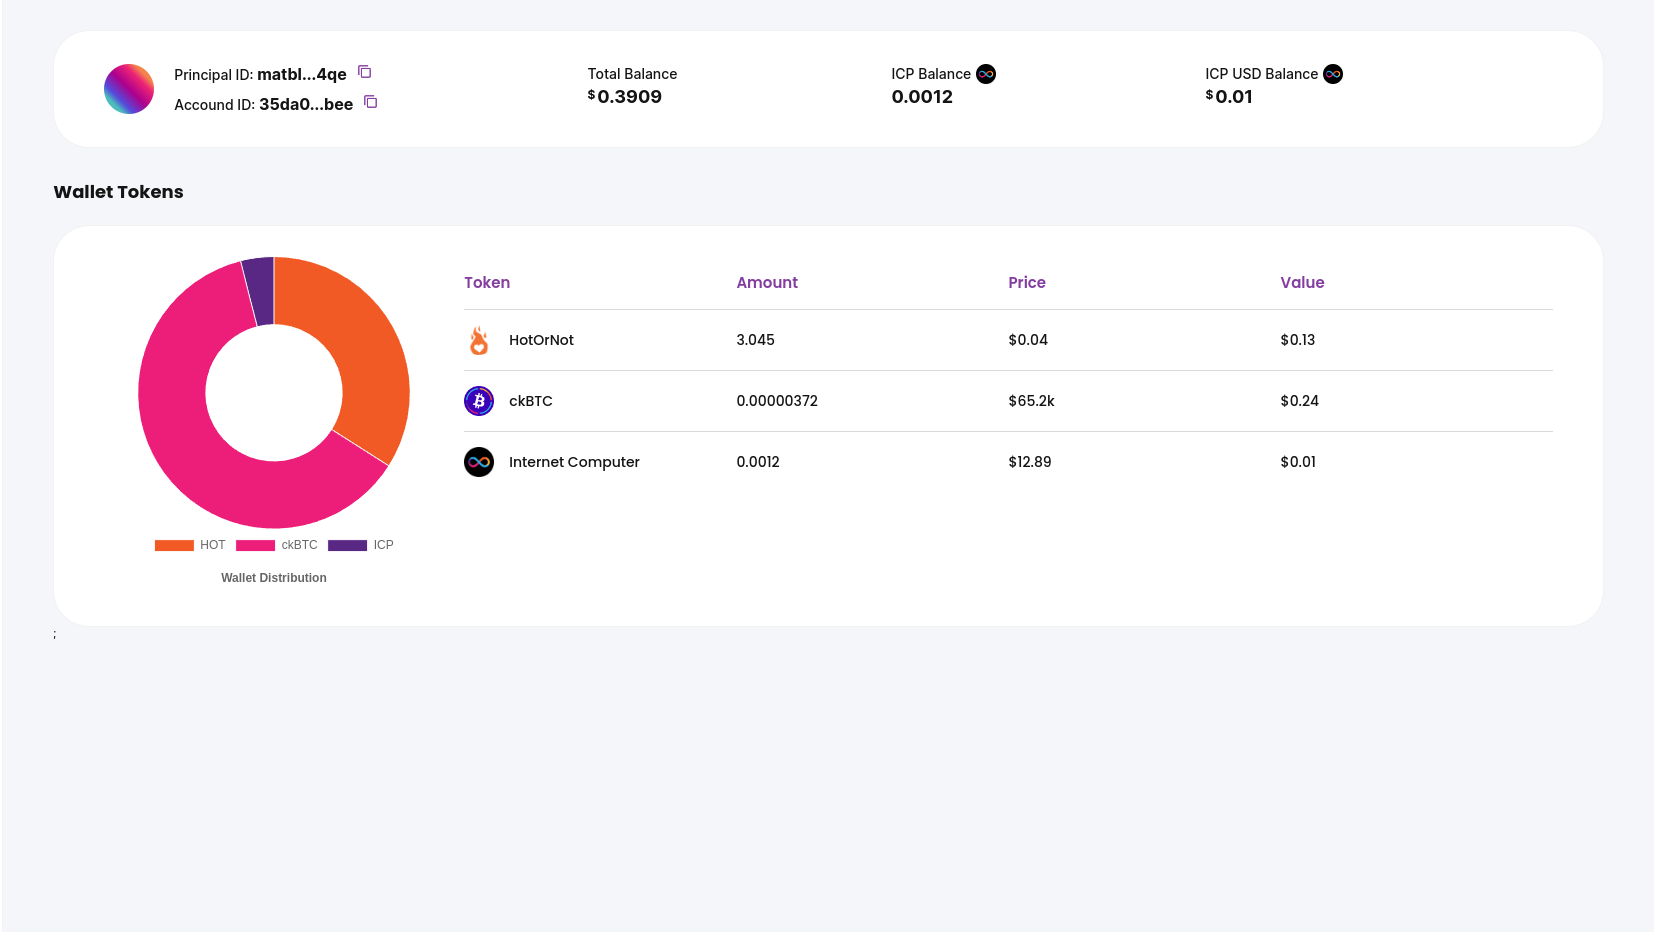 Principal ID: matbl...4qe
Accound ID: 35da0...bee
Total Balance
$0.3909
ICP Balance
0.0012
ICP USD Balance
$0.01
Wallet Tokens
Token Amount Price Value
HotOrNot 3.045 $0.04 $0.13
ckBTC 0.00000372 $65.2k $0.24
Internet Computer 0.0012 $12.89 $0.01
HOT ckBTC ICP
Wallet Distribution
;